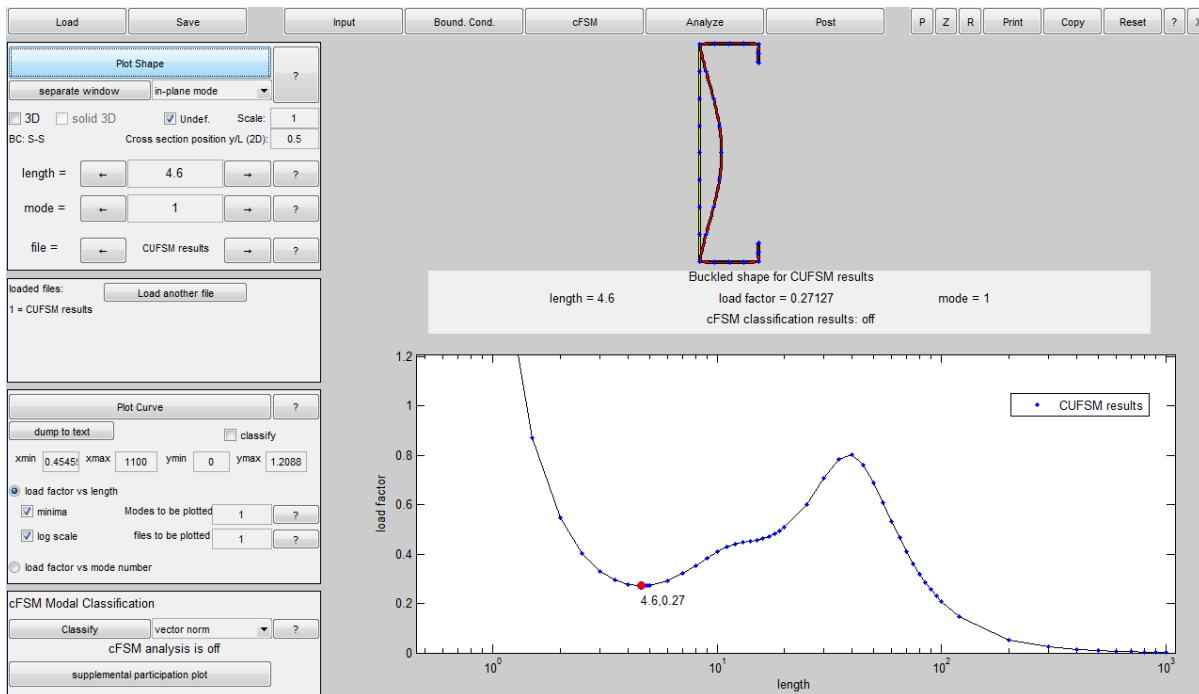 Load Save Input Bound. Cond. cFSM Analyze Post P Z R Print Copy Reset ? X
Plot Shape ?
separate window in-plane mode
3D solid 3D Undef. Scale: 1
BC: S-S Cross section position y/L (2D): 0.5
length = ← 4.6 → ?
mode = ← 1 → ?
file = ← CUFSM results → ?
loaded files: Load another file
1 = CUFSM results
Plot Curve ?
dump to text classify
xmin 0.4545 xmax 1100 ymin 0 ymax 1.2088
load factor vs length
minima Modes to be plotted 1 ?
log scale files to be plotted 1 ?
load factor vs mode number
cFSM Modal Classification
Classify vector norm ?
cFSM analysis is off
supplemental participation plot
Buckled shape for CUFSM results
length = 4.6 load factor = 0.27127 mode = 1
cFSM classification results: off
1.2
1
0.8
0.6
0.4
0.2
0
load factor
CUFSM results
4.6,0.27
10^0 10^1 10^2 10^3
length